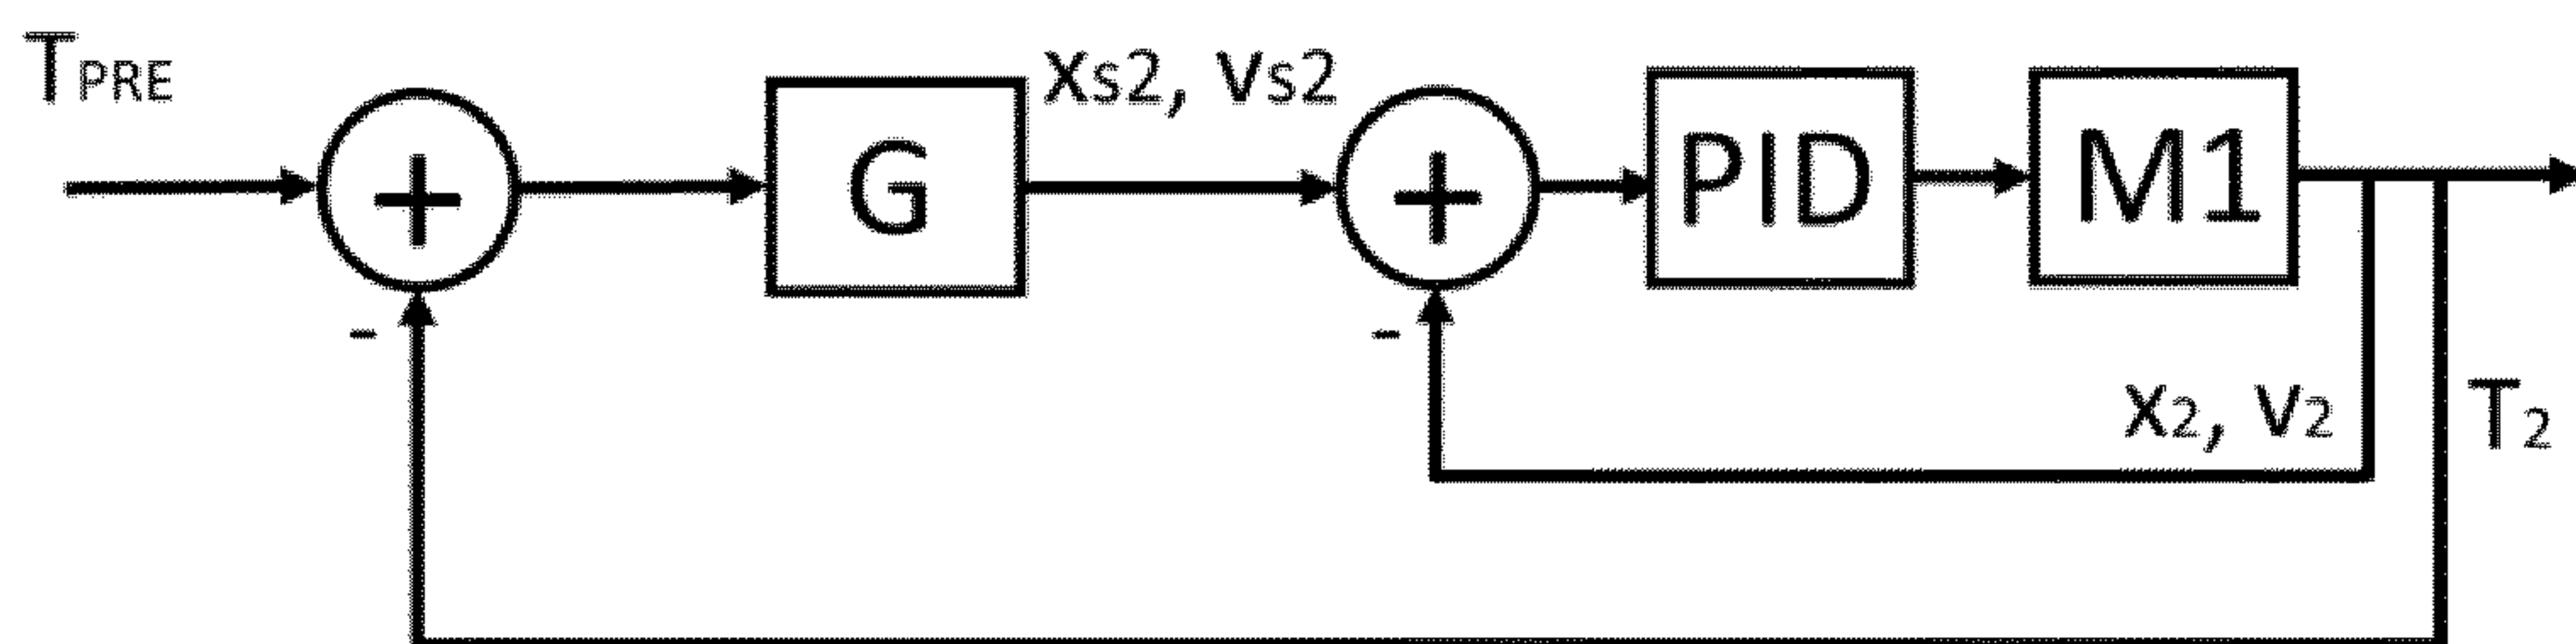 TPRE
+
G
xs2, vs2
+
PID
M1
-
-
x2, v2
T2